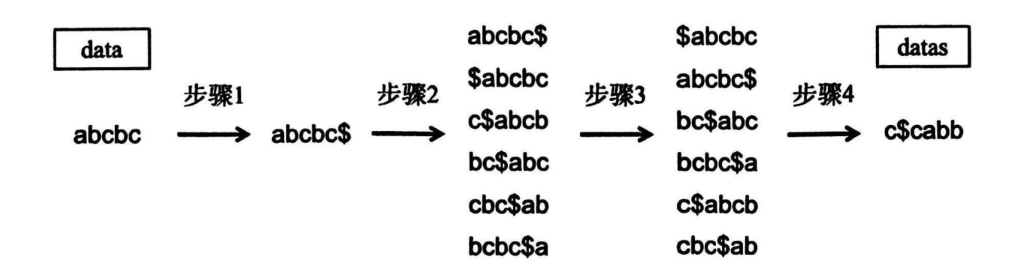 data
步骤1
步骤2
步骤3
步骤4
datas
abcbc
abcbc$
abcbc$
$abcbc
c$abcb
bc$abc
cbc$ab
bcbc$a
$abcbc
abcbc$
bc$abc
bcbc$a
c$abcb
cbc$ab
c$cabb